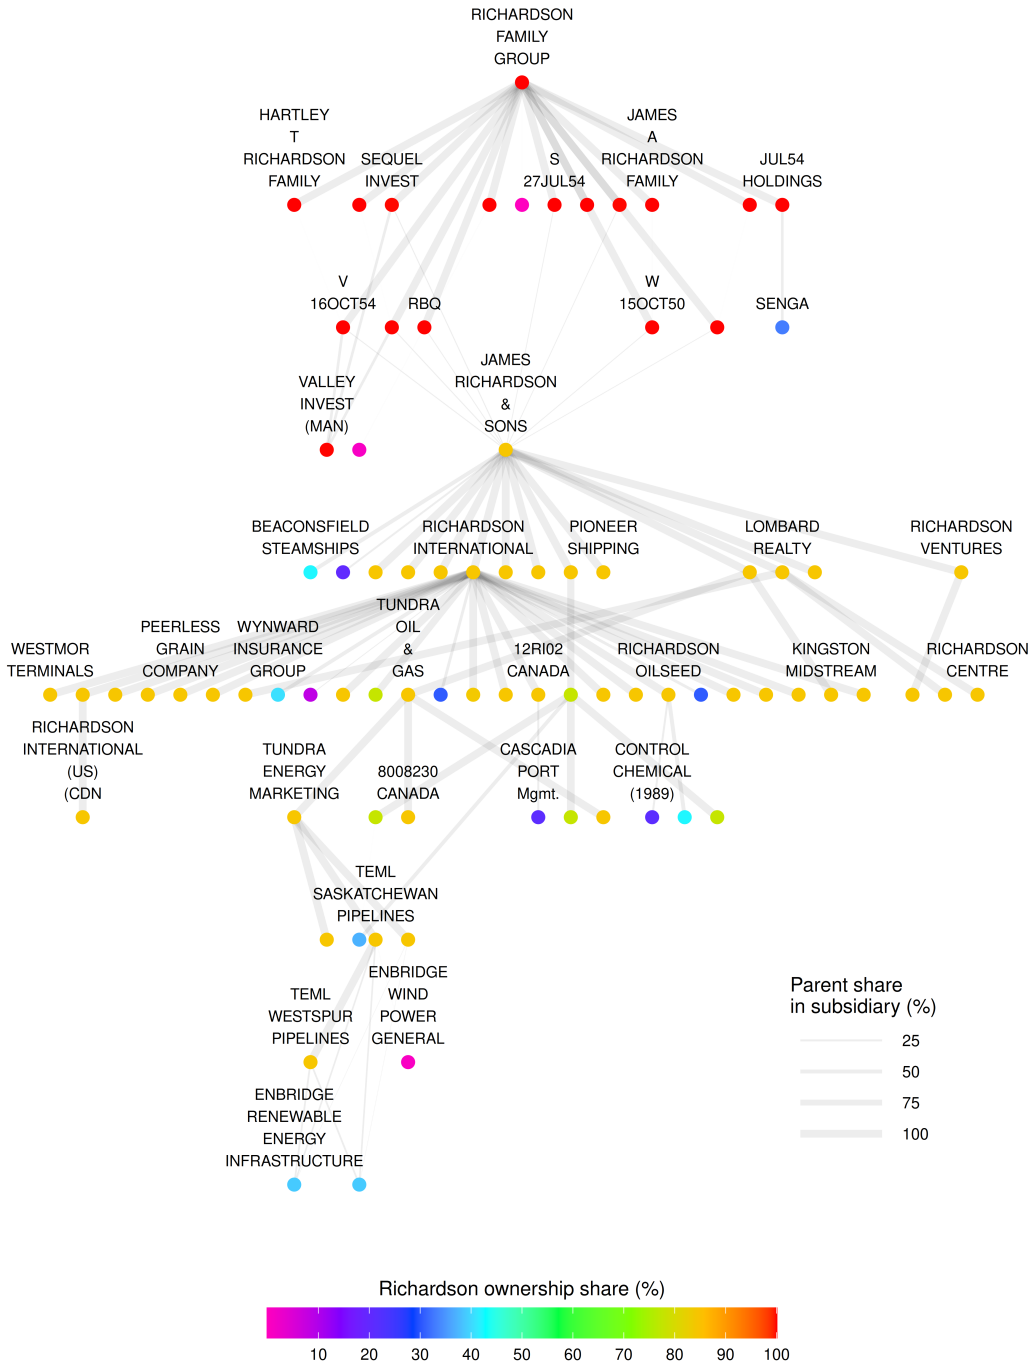 RICHARDSON
FAMILY
GROUP
HARTLEY
T
RICHARDSON
FAMILY
SEQUEL
INVEST
S
27JUL54
JAMES
A
RICHARDSON
FAMILY
JUL54
HOLDINGS
V
16OCT54
RBQ
W
15OCT50
SENGA
VALLEY
INVEST
(MAN)
JAMES
RICHARDSON
&
SONS
BEACONSFIELD
STEAMSHIPS
RICHARDSON
INTERNATIONAL
PIONEER
SHIPPING
LOMBARD
REALTY
RICHARDSON
VENTURES
WESTMOR
TERMINALS
PEERLESS
GRAIN
COMPANY
WYNWARD
INSURANCE
GROUP
TUNDRA
OIL
&
GAS
12RI02
CANADA
RICHARDSON
OILSEED
KINGSTON
MIDSTREAM
RICHARDSON
CENTRE
RICHARDSON
INTERNATIONAL
(US)
(CDN
TUNDRA
ENERGY
MARKETING
8008230
CANADA
CASCADIA
PORT
Mgmt.
CONTROL
CHEMICAL
(1989)
TEML
SASKATCHEWAN
PIPELINES
TEML
WESTSPUR
PIPELINES
ENBRIDGE
WIND
POWER
GENERAL
ENBRIDGE
RENEWABLE
ENERGY
INFRASTRUCTURE
Parent share
in subsidiary (%)
25
50
75
100
Richardson ownership share (%)
10 20 30 40 50 60 70 80 90 100